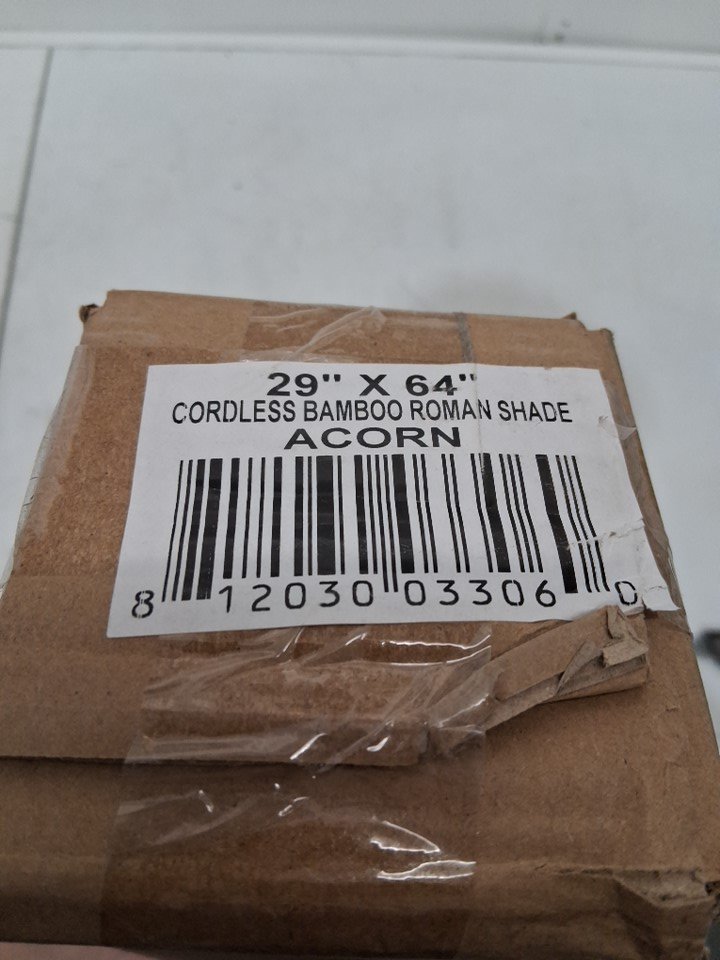 29" X 64"
CORDLESS BAMBOO ROMAN SHADE
ACORN
8 12030 03306 0